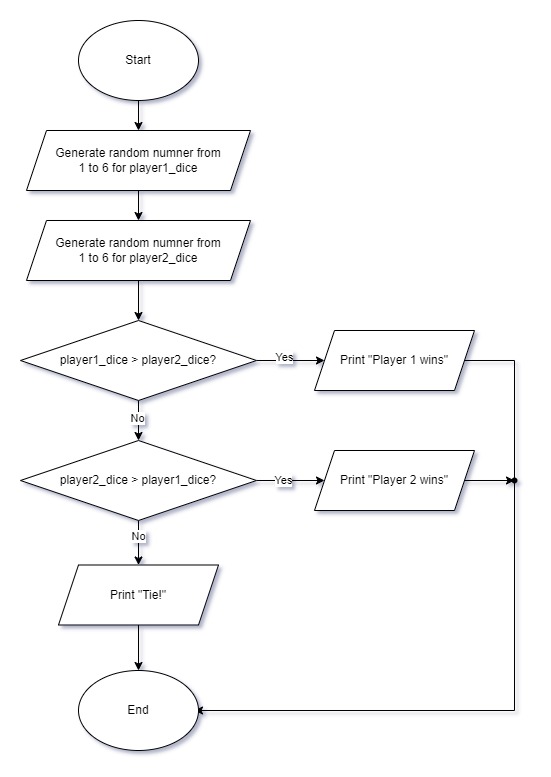 Start
Generate random numner from
1 to 6 for player1_dice
Generate random numner from
1 to 6 for player2_dice
player1_dice > player2_dice?
Yes
Print "Player 1 wins"
No
player2_dice > player1_dice?
Yes
Print "Player 2 wins"
No
Print "Tie!"
End